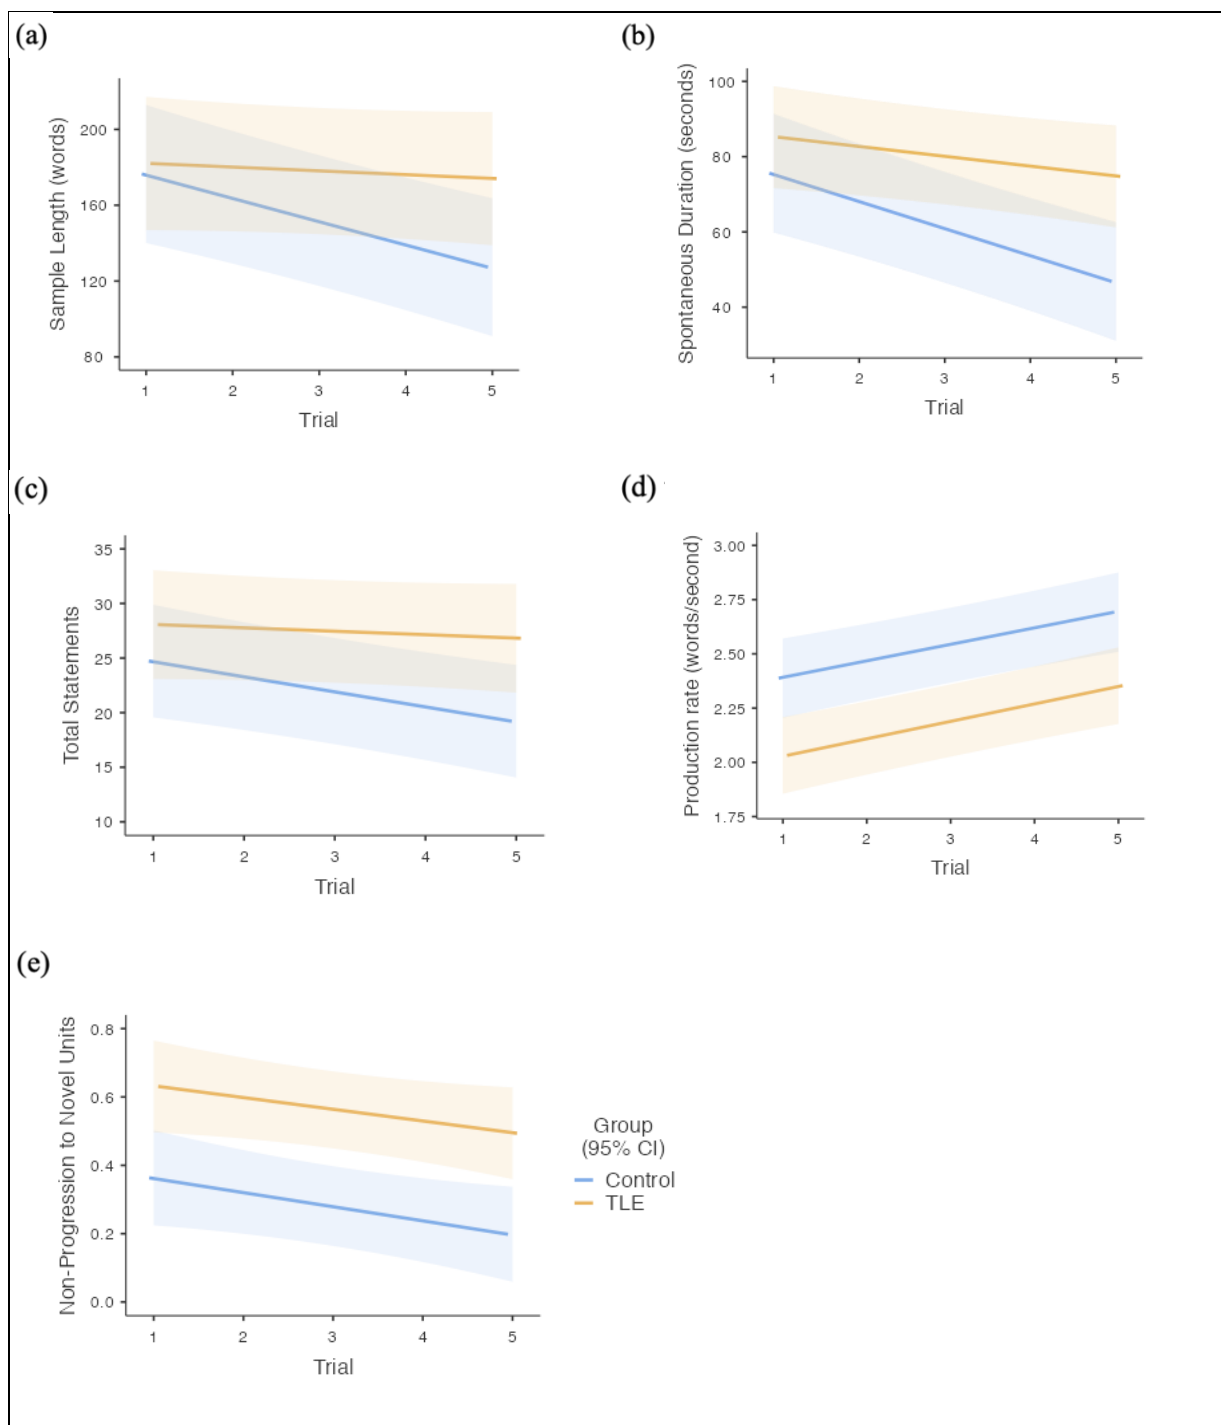 (a)
Sample Length (words)
200
160
120
80
1 2 3 4 5
Trial
(b)
Spontaneous Duration (seconds)
100
80
60
40
1 2 3 4 5
Trial
(c)
Total Statements
35
30
25
20
15
10
1 2 3 4 5
Trial
(d)
Production rate (words/second)
3.00
2.75
2.50
2.25
2.00
1.75
1 2 3 4 5
Trial
(e)
Non-Progression to Novel Units
0.8
0.6
0.4
0.2
0.0
1 2 3 4 5
Trial
Group
(95% CI)
Control
TLE